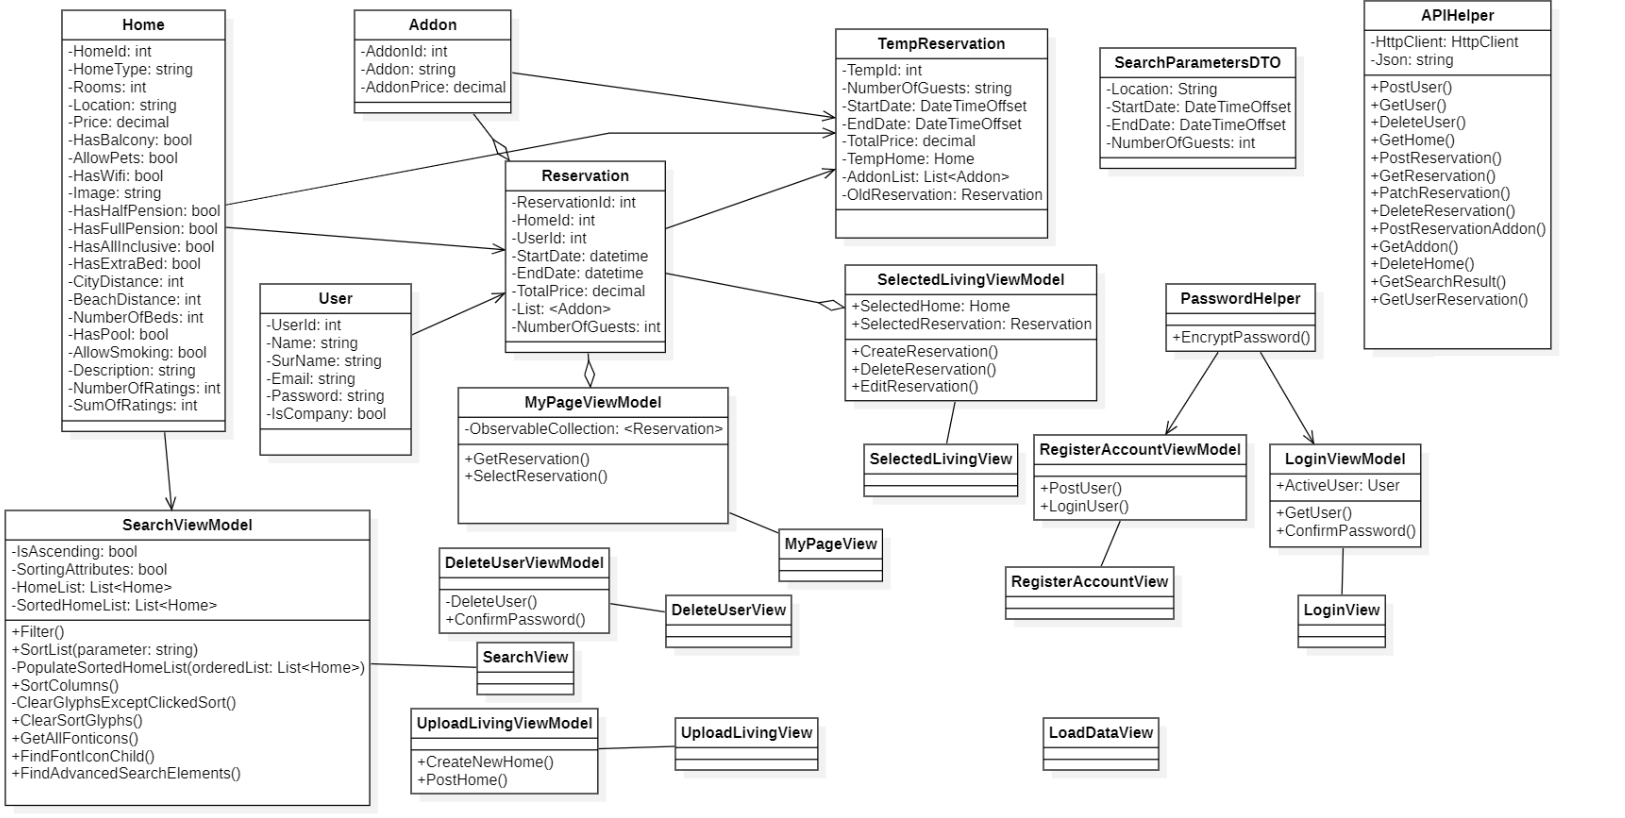 Home
-HomeId: int
-HomeType: string
-Rooms: int
-Location: string
-Price: decimal
-HasBalcony: bool
-AllowPets: bool
-HasWifi: bool
-Image: string
-HasHalfPension: bool
-HasFullPension: bool
-HasAllInclusive: bool
-HasExtraBed: bool
-CityDistance: int
-BeachDistance: int
-NumberOfBeds: int
-HasPool: bool
-AllowSmoking: bool
-Description: string
-NumberOfRatings: int
-SumOfRatings: int
Addon
-AddonId: int
-Addon: string
-AddonPrice: decimal
TempReservation
-TempId: int
-NumberOfGuests: string
-StartDate: DateTimeOffset
-EndDate: DateTimeOffset
-TotalPrice: decimal
-TempHome: Home
-AddonList: List<Addon>
-OldReservation: Reservation
SearchParametersDTO
-Location: String
-StartDate: DateTimeOffset
-EndDate: DateTimeOffset
-NumberOfGuests: int
APIHelper
-HttpClient: HttpClient
-Json: string
+PostUser()
+GetUser()
+DeleteUser()
+GetHome()
+PostReservation()
+GetReservation()
+PatchReservation()
+DeleteReservation()
+PostReservationAddon()
+GetAddon()
+DeleteHome()
+GetSearchResult()
+GetUserReservation()
Reservation
-ReservationId: int
-HomeId: int
-UserId: int
-StartDate: datetime
-EndDate: datetime
-TotalPrice: decimal
-List: <Addon>
-NumberOfGuests: int
User
-UserId: int
-Name: string
-SurName: string
-Email: string
-Password: string
-IsCompany: bool
SelectedLivingViewModel
+SelectedHome: Home
+SelectedReservation: Reservation
+CreateReservation()
+DeleteReservation()
+EditReservation()
PasswordHelper
+EncryptPassword()
MyPageViewModel
-ObservableCollection: <Reservation>
+GetReservation()
+SelectReservation()
SelectedLivingView
RegisterAccountViewModel
+PostUser()
+LoginUser()
LoginViewModel
+ActiveUser: User
+GetUser()
+ConfirmPassword()
SearchViewModel
-IsAscending: bool
-SortingAttributes: bool
-HomeList: List<Home>
-SortedHomeList: List<Home>
+Filter()
+SortList(parameter: string)
-PopulateSortedHomeList(orderedList: List<Home>)
+SortColumns()
-ClearGlyphsExceptClickedSort()
+ClearSortGlyphs()
+GetAllFonticons()
+FindFontIconChild()
+FindAdvancedSearchElements()
MyPageView
DeleteUserViewModel
-DeleteUser()
+ConfirmPassword()
DeleteUserView
RegisterAccountView
LoginView
SearchView
UploadLivingViewModel
+CreateNewHome()
+PostHome()
UploadLivingView
LoadDataView